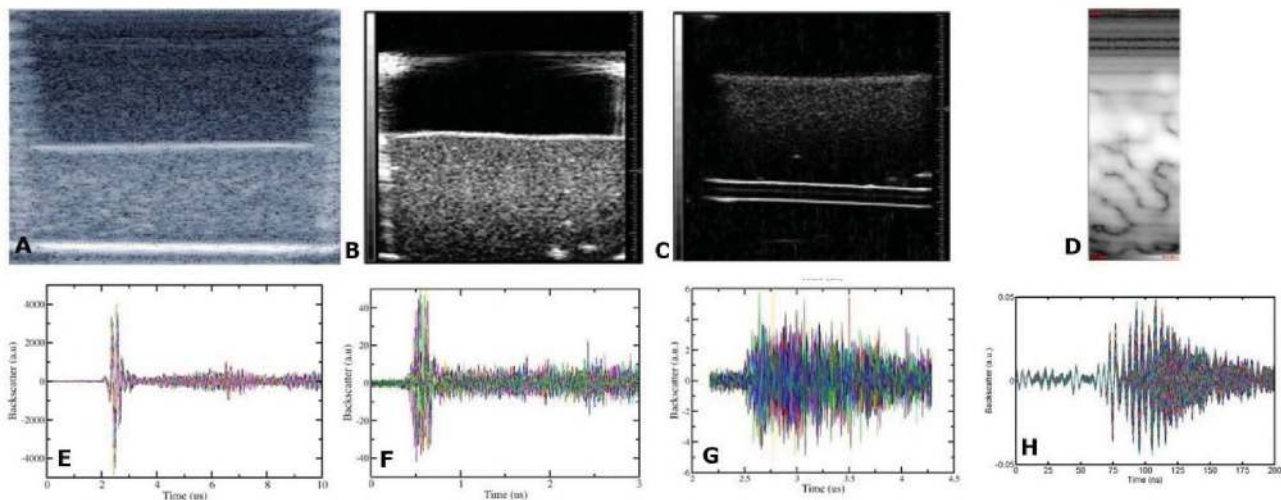 A
B
C
D
4000
2000
0
-2000
-4000
Backscatter (a.u)
E
0 2 4 6 8 10
Time (us)
40
20
0
-20
-40
Backscatter (a.u)
F
0 1 2 3
Time (us)
6
4
2
0
-2
-4
-6
Backscatter (a.u.)
G
2 2.5 3 3.5 4 4.5
Time (us)
0.05
0
-0.05
Backscatter (a.u.)
H
0 25 50 75 100 125 150 175 200
Time (ns)